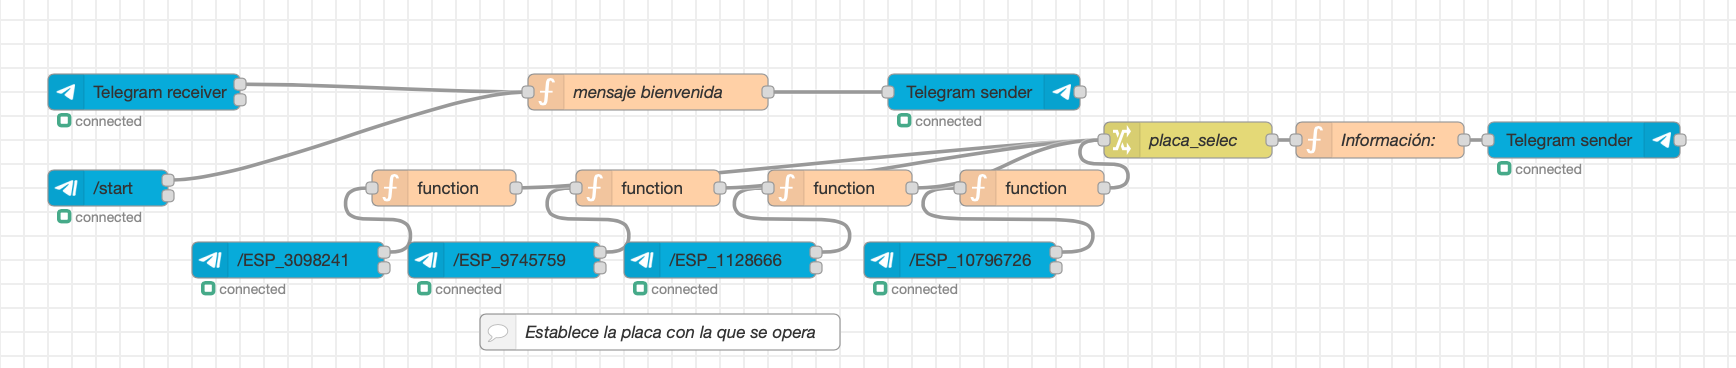 Telegram receiver
connected
mensaje bienvenida
Telegram sender
connected
placa_selec
Información:
Telegram sender
connected
/start
connected
function
function
function
function
/ESP_3098241
connected
/ESP_9745759
connected
/ESP_1128666
connected
/ESP_10796726
connected
Establece la placa con la que se opera